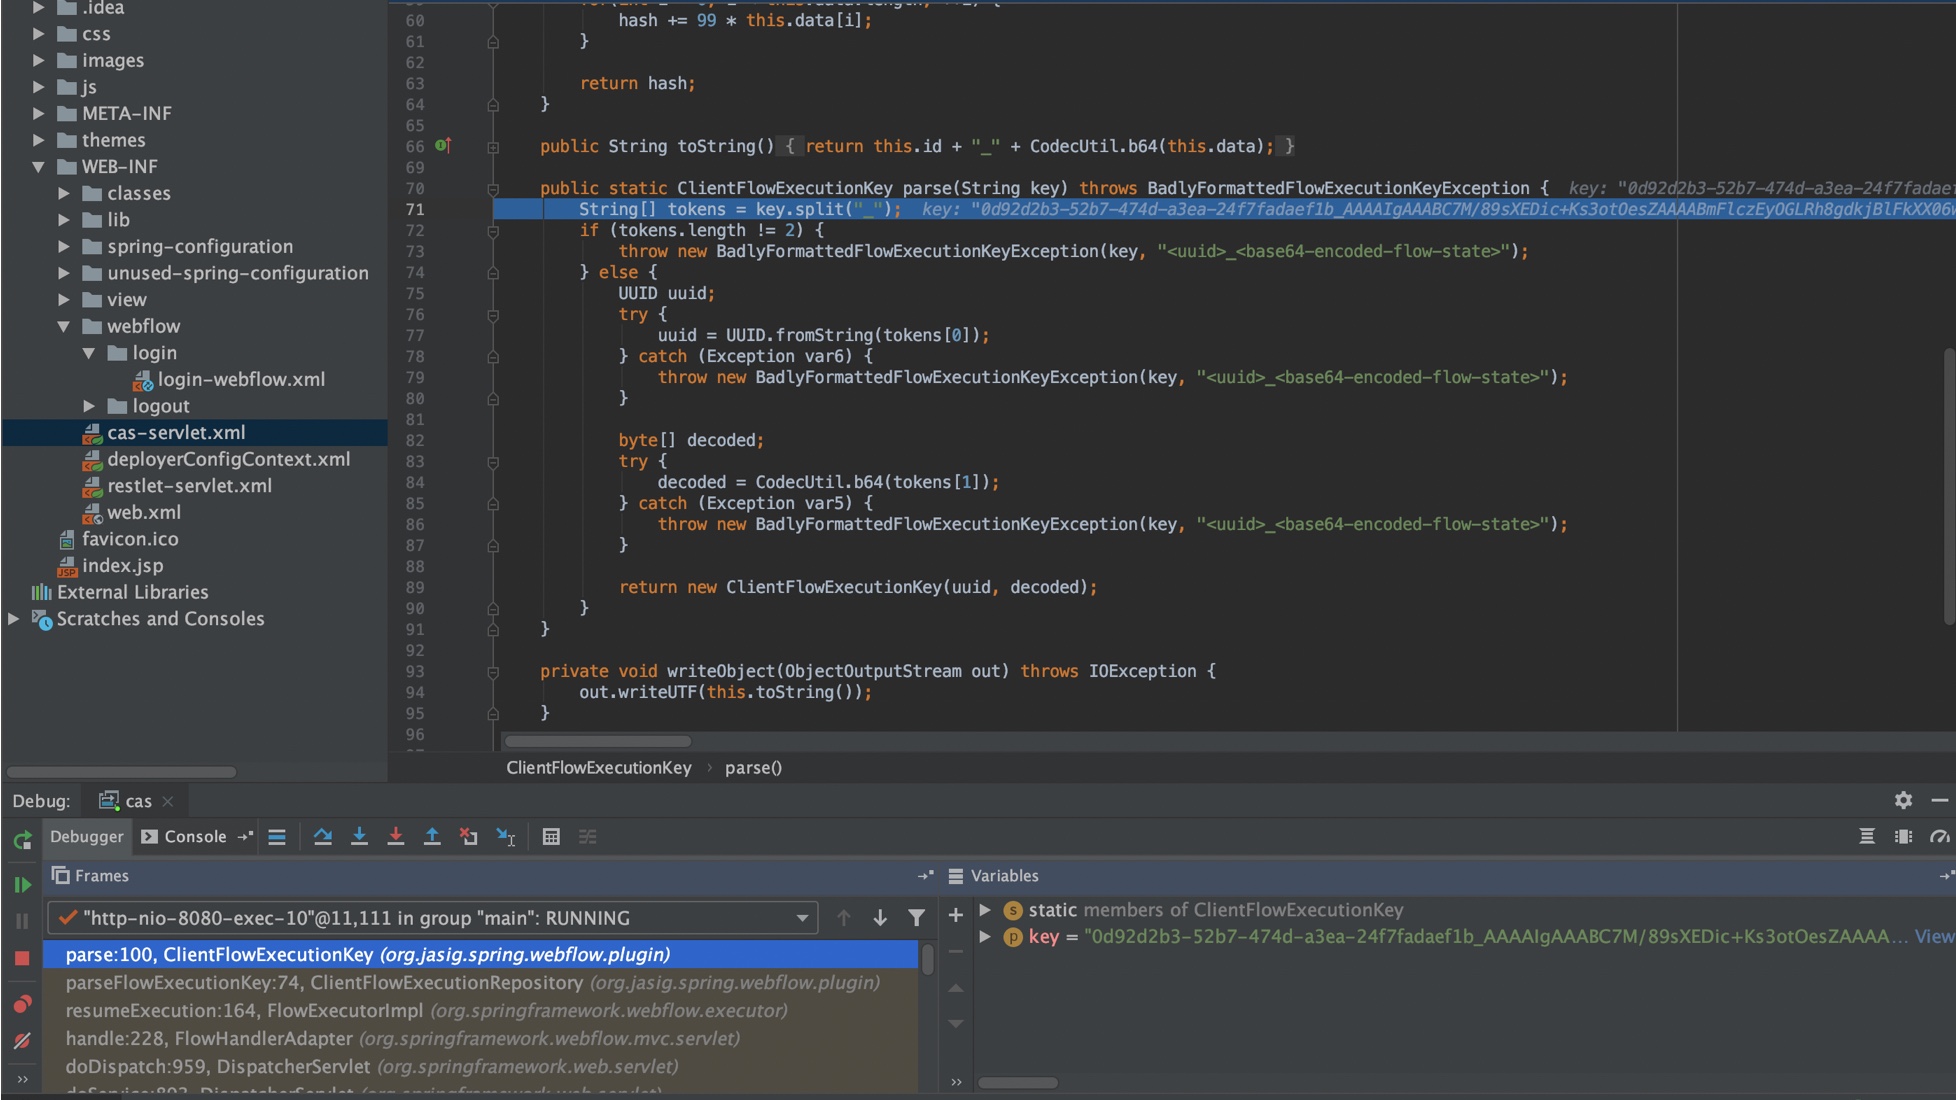 .idea
css
images
js
META-INF
themes
WEB-INF
classes
lib
spring-configuration
unused-spring-configuration
view
webflow
login
login-webflow.xml
logout
cas-servlet.xml
deployerConfigContext.xml
restlet-servlet.xml
web.xml
favicon.ico
index.jsp
External Libraries
Scratches and Consoles
60 hash += 99 * this.data[i];
61 }
62
63 return hash;
64 }
65
66 public String toString() { return this.id + "_" + CodecUtil.b64(this.data); }
69
70 public static ClientFlowExecutionKey parse(String key) throws BadlyFormattedFlowExecutionKeyException { key: "0d92d2b3-52b7-474d-a3ea-24f7fadaef
71 String[] tokens = key.split("_"); key: "0d92d2b3-52b7-474d-a3ea-24f7fadaef1b_AAAAIgAAABC7M/89sXEDic+Ks3otOesZAAAABmFlczEyOGLRh8gdkjBlFkXX06
72 if (tokens.length != 2) {
73 throw new BadlyFormattedFlowExecutionKeyException(key, "<uuid>_<base64-encoded-flow-state>");
74 } else {
75 UUID uuid;
76 try {
77 uuid = UUID.fromString(tokens[0]);
78 } catch (Exception var6) {
79 throw new BadlyFormattedFlowExecutionKeyException(key, "<uuid>_<base64-encoded-flow-state>");
80 }
81
82 byte[] decoded;
83 try {
84 decoded = CodecUtil.b64(tokens[1]);
85 } catch (Exception var5) {
86 throw new BadlyFormattedFlowExecutionKeyException(key, "<uuid>_<base64-encoded-flow-state>");
87 }
88
89 return new ClientFlowExecutionKey(uuid, decoded);
90 }
91 }
92
93 private void writeObject(ObjectOutputStream out) throws IOException {
94 out.writeUTF(this.toString());
95 }
96
ClientFlowExecutionKey › parse()
Debug: cas
Debugger Console
Frames
Variables
"http-nio-8080-exec-10"@11,111 in group "main": RUNNING
parse:100, ClientFlowExecutionKey (org.jasig.spring.webflow.plugin)
parseFlowExecutionKey:74, ClientFlowExecutionRepository (org.jasig.spring.webflow.plugin)
resumeExecution:164, FlowExecutorImpl (org.springframework.webflow.executor)
handle:228, FlowHandlerAdapter (org.springframework.webflow.mvc.servlet)
doDispatch:959, DispatcherServlet (org.springframework.web.servlet)
static members of ClientFlowExecutionKey
key = "0d92d2b3-52b7-474d-a3ea-24f7fadaef1b_AAAAIgAAABC7M/89sXEDic+Ks3otOesZAAAA... View